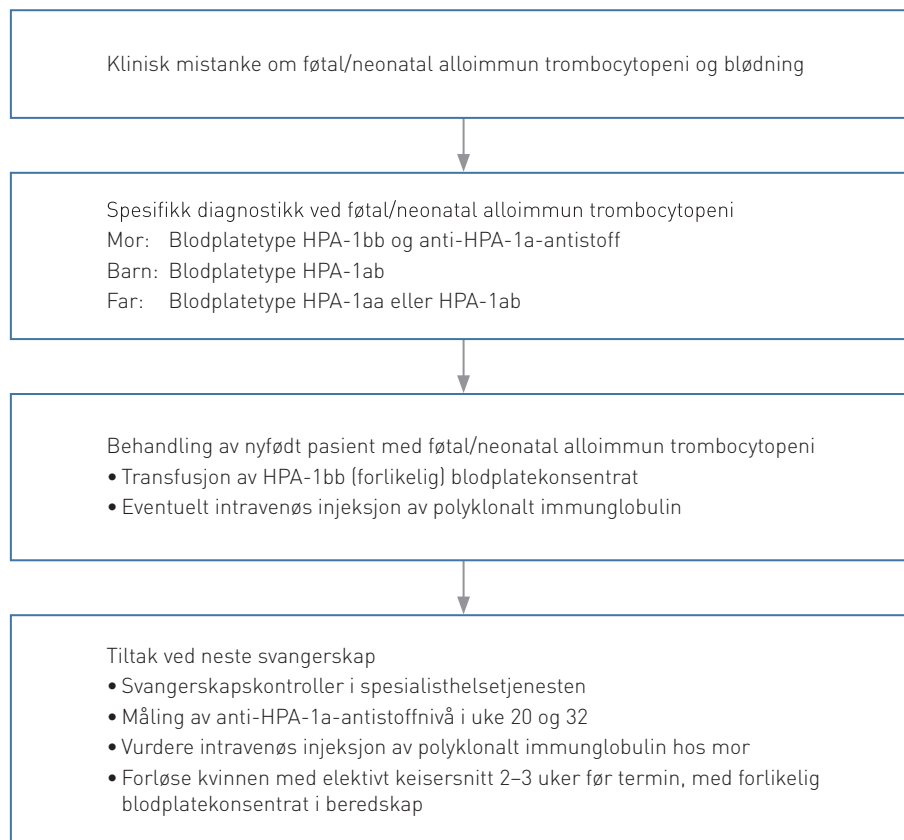 Klinisk mistanke om føtal/neonatal alloimmun trombocytopeni og blødning
Spesifikk diagnostikk ved føtal/neonatal alloimmun trombocytopeni
Mor: Blodplatetype HPA-1bb og anti-HPA-1a-antistoff
Barn: Blodplatetype HPA-1ab
Far: Blodplatetype HPA-1aa eller HPA-1ab
Behandling av nyfødt pasient med føtal/neonatal alloimmun trombocytopeni
• Transfusjon av HPA-1bb (forlikelig) blodplatekonsentrat
• Eventuelt intravenøs injeksjon av polyklonalt immunglobulin
Tiltak ved neste svangerskap
• Svangerskapskontroller i spesialisthelsetjenesten
• Måling av anti-HPA-1a-antistoffnivå i uke 20 og 32
• Vurdere intravenøs injeksjon av polyklonalt immunglobulin hos mor
• Forløse kvinnen med elektivt keisersnitt 2–3 uker før termin, med forlikelig
blodplatekonsentrat i beredskap